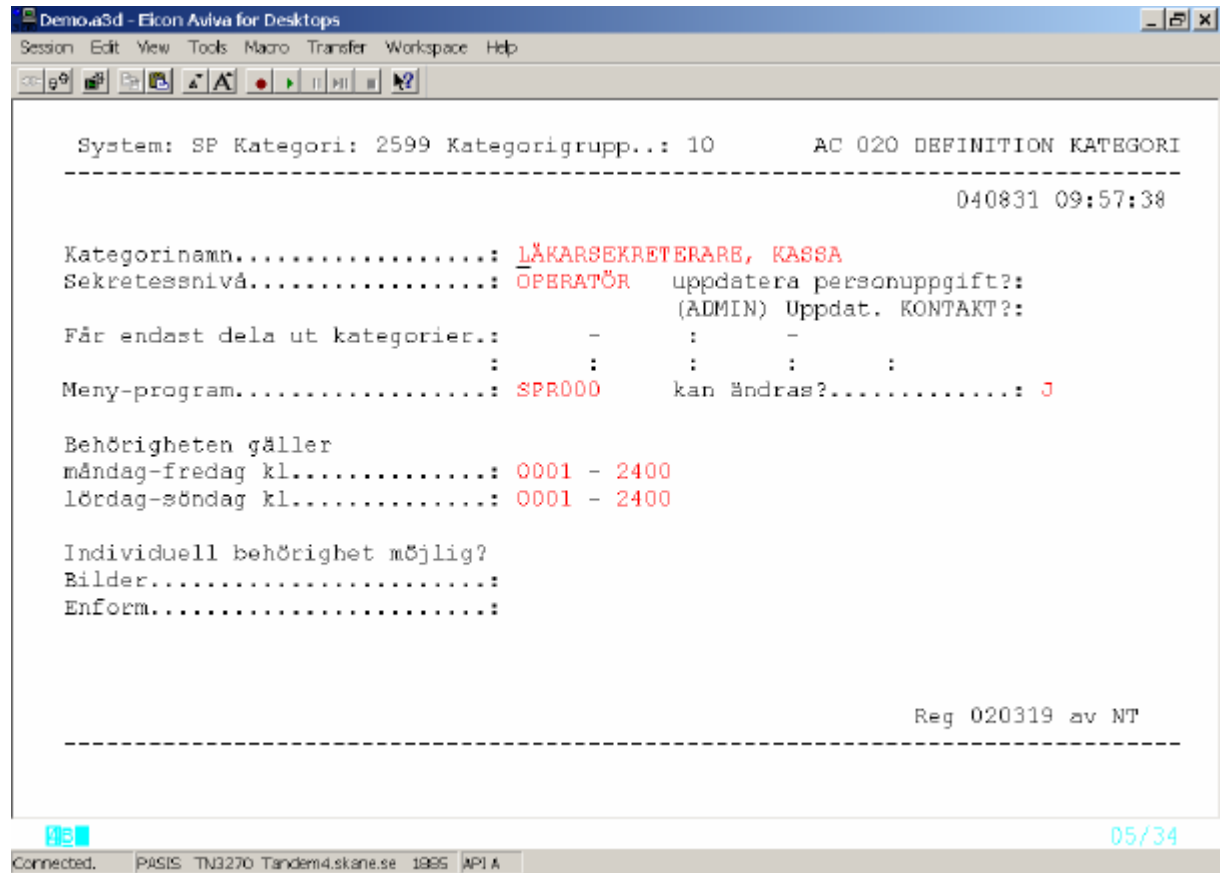 Demo.a3d - Eicon Aviva for Desktops
Session Edit View Tools Macro Transfer Workspace Help
System: SP Kategori: 2599 Kategorigrupp..: 10 AC 020 DEFINITION KATEGORI
--------------------------------------------------------------------------------
040831 09:57:38
Kategorinamn..................: LÄKARSEKRETERARE, KASSA
Sekretessnivå.................: OPERATÖR uppdatera personuppgift?:
(ADMIN) Uppdat. KONTAKT?:
Får endast dela ut kategorier.: - : -
: : : : :
Meny-program..................: SPR000 kan ändras?.............: J
Behörigheten gäller
måndag-fredag kl..............: 0001 - 2400
lördag-söndag kl..............: 0001 - 2400
Individuell behörighet möjlig?
Bilder........................:
Enform........................:
Reg 020319 av NT
--------------------------------------------------------------------------------
05/34
Connected. PASIS TN3270 Tandem4.skane.se 1995 API A